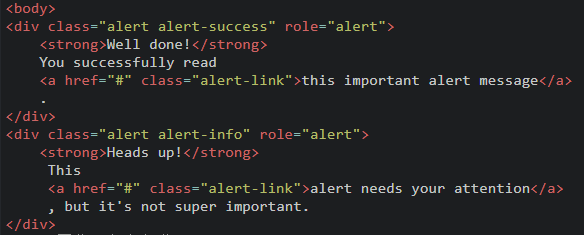 <body>
<div class="alert alert-success" role="alert">
<strong>Well done!</strong>
You successfully read
<a href="#" class="alert-link">this important alert message</a>
.
</div>
<div class="alert alert-info" role="alert">
<strong>Heads up!</strong>
This
<a href="#" class="alert-link">alert needs your attention</a>
, but it's not super important.
</div>